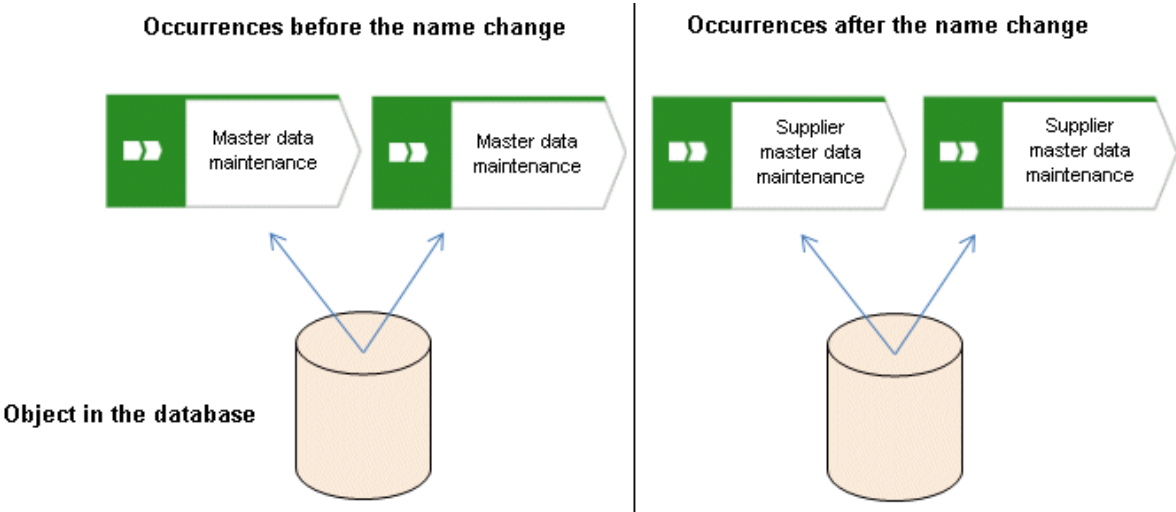 Occurrences before the name change
Occurrences after the name change
Master data
maintenance
Master data
maintenance
Supplier
master data
maintenance
Supplier
master data
maintenance
Object in the database